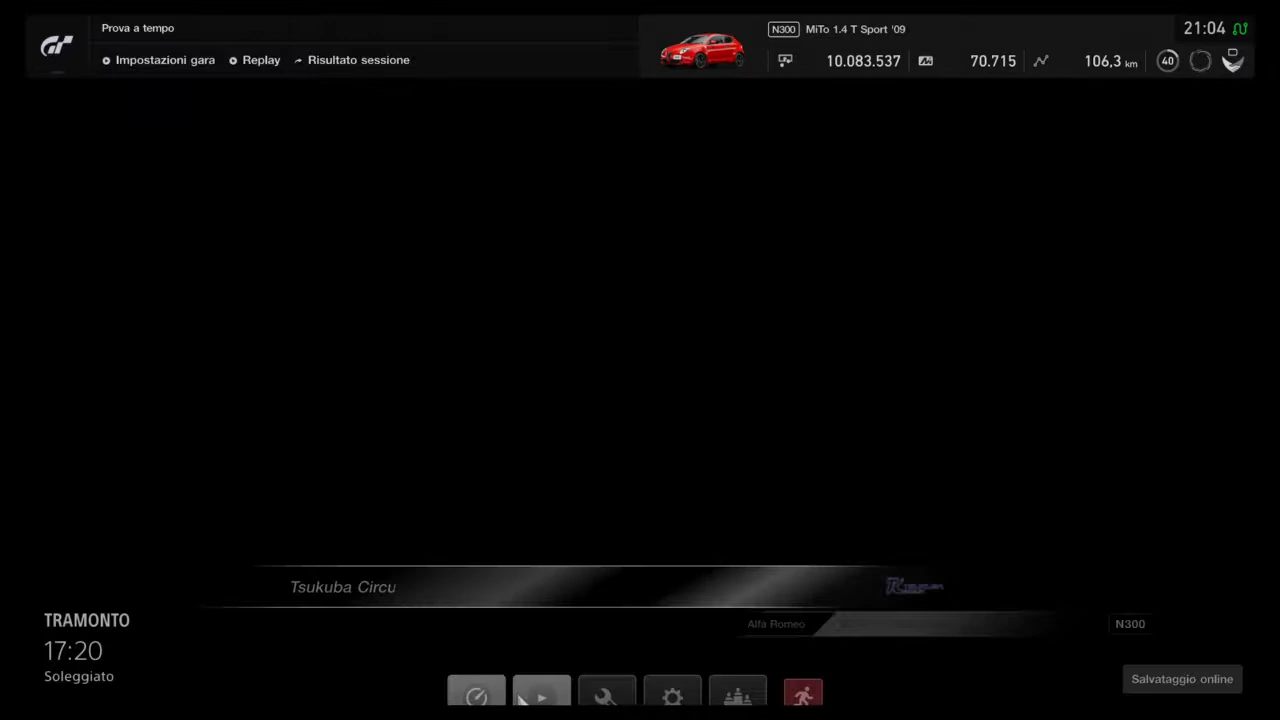 Prova a tempo
Impostazioni gara Replay Risultato sessione
N300 MiTo 1.4 T Sport '09
21:04
10.083.537 70.715 106,3 km 40
Tsukuba Circu
TRAMONTO
17:20
Soleggiato
Alfa Romeo
N300
Salvataggio online